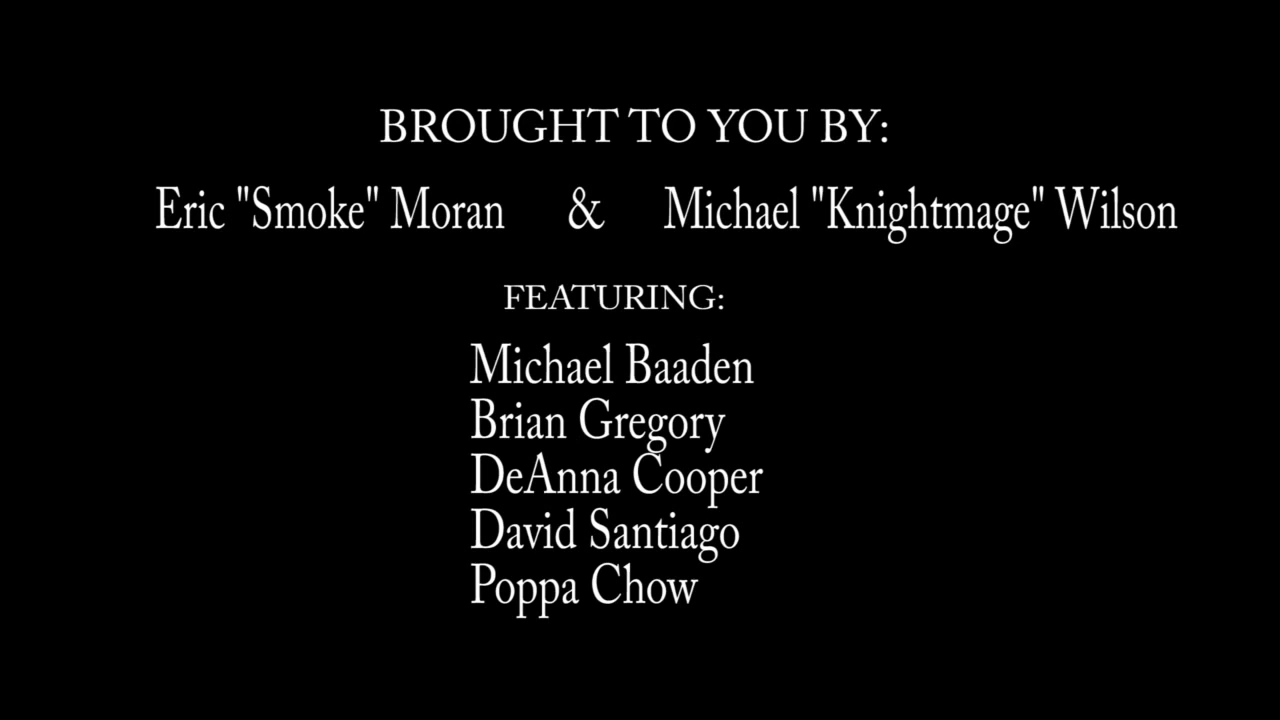 BROUGHT TO YOU BY:
Eric "Smoke" Moran & Michael "Knightmage" Wilson
FEATURING:
Michael Baaden
Brian Gregory
DeAnna Cooper
David Santiago
Poppa Chow